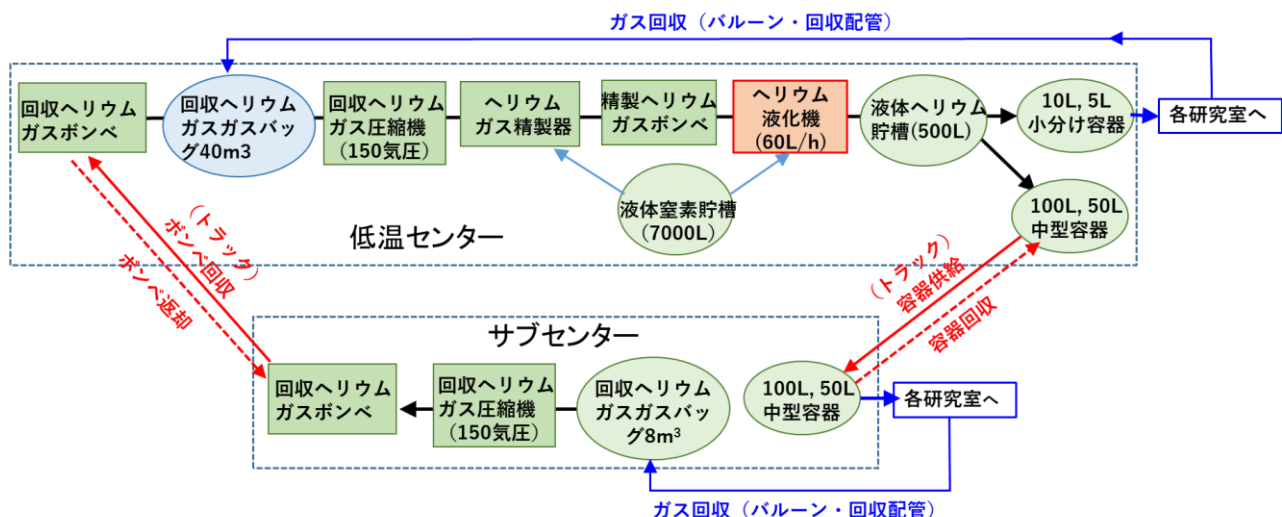 ガス回収（バルーン・回収配管）
回収ヘリウム
ガスボンベ
回収ヘリウム
ガスガスバッ
グ40m3
回収ヘリウム
ガス圧縮機
（150気圧）
ヘリウム
ガス精製器
精製ヘリウム
ガスボンベ
ヘリウム
液化機
(60L/h)
液体ヘリウム
貯槽(500L)
10L, 5L
小分け容器
各研究室へ
液体窒素貯槽
(7000L)
100L, 50L
中型容器
低温センター
（トラック）
ボンベ回収
ボンベ返却
（トラック）
容器供給
容器回収
サブセンター
回収ヘリウム
ガスボンベ
回収ヘリウム
ガス圧縮機
（150気圧）
回収ヘリウム
ガスガスバッ
グ8m³
100L, 50L
中型容器
各研究室へ
ガス回収（バルーン・回収配管）